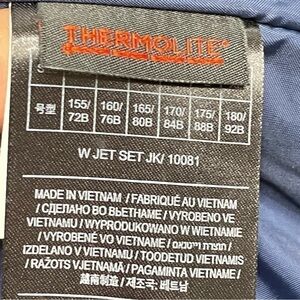 THERMOLITE®
号型
155/ 160/ 165/ 170/ 175/ 180/
72B 76B 80B 84B 88B 92B
W JET SET JK/ 10081
MADE IN VIETNAM / FABRIQUÉ AU VIETNAM
/ СДЕЛАНО ВО ВЬЕТНАМЕ / VYROBENO VE
VIETNAMU / WYPRODUKOWANO W WIETNAMIE
/ VYROBENÉ VO VIETNAME /
IZDELANO V VIETNAMU / TOODETUD VIETNAMIS
/ RAŽOTS VJETNAMĀ / PAGAMINTA VIETNAME /
越南制造 / 제조국: 베트남